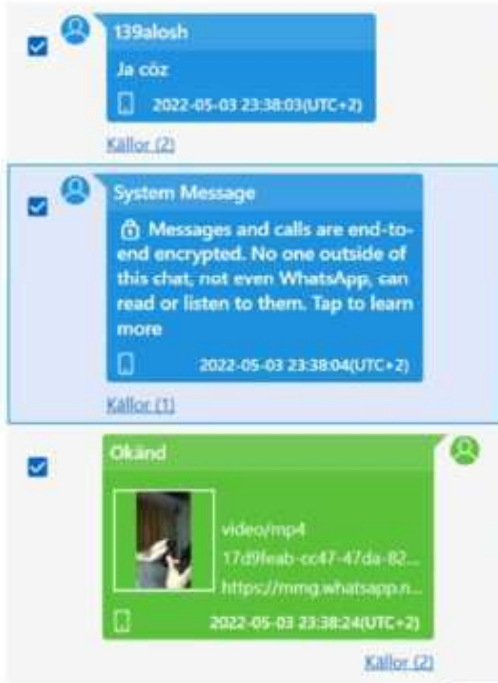 139alosh
Ja cöz
2022-05-03 23:38:03(UTC+2)
Källor (2)
System Message
Messages and calls are end-to-
end encrypted. No one outside of
this chat, not even WhatsApp, can
read or listen to them. Tap to learn
more
2022-05-03 23:38:04(UTC+2)
Källor (1)
Okänd
video/mp4
17d9feab-cc47-47da-82...
https://mmg.whatsapp.n...
2022-05-03 23:38:24(UTC+2)
Källor (2)